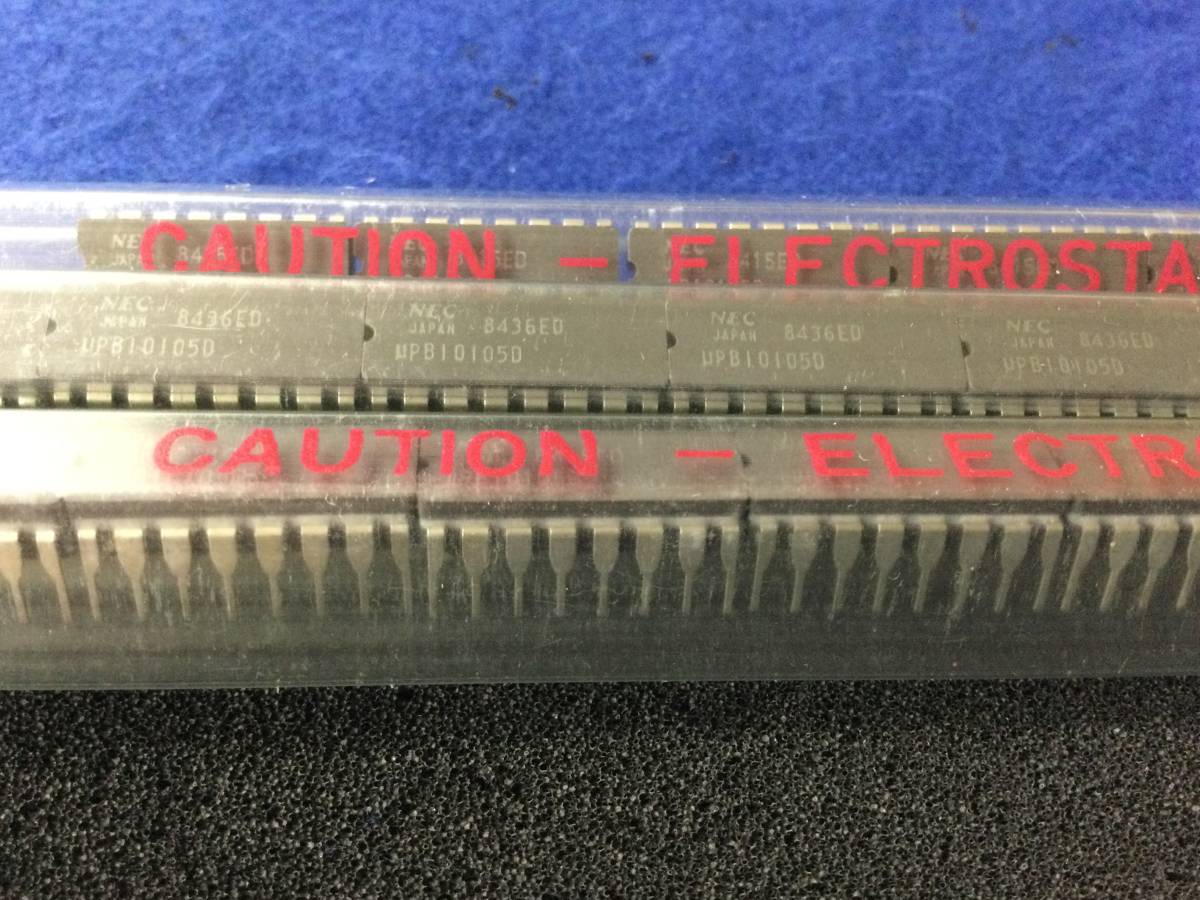 CAUTION - ELECTROSTA
NEC
JAPAN 8436ED
μPB10105D
NEC
JAPAN 8436ED
μPB10105D
NEC
JAPAN 8436ED
μPB10105D
NEC
JAPAN 8436ED
μPB10105D
CAUTION - ELECTR